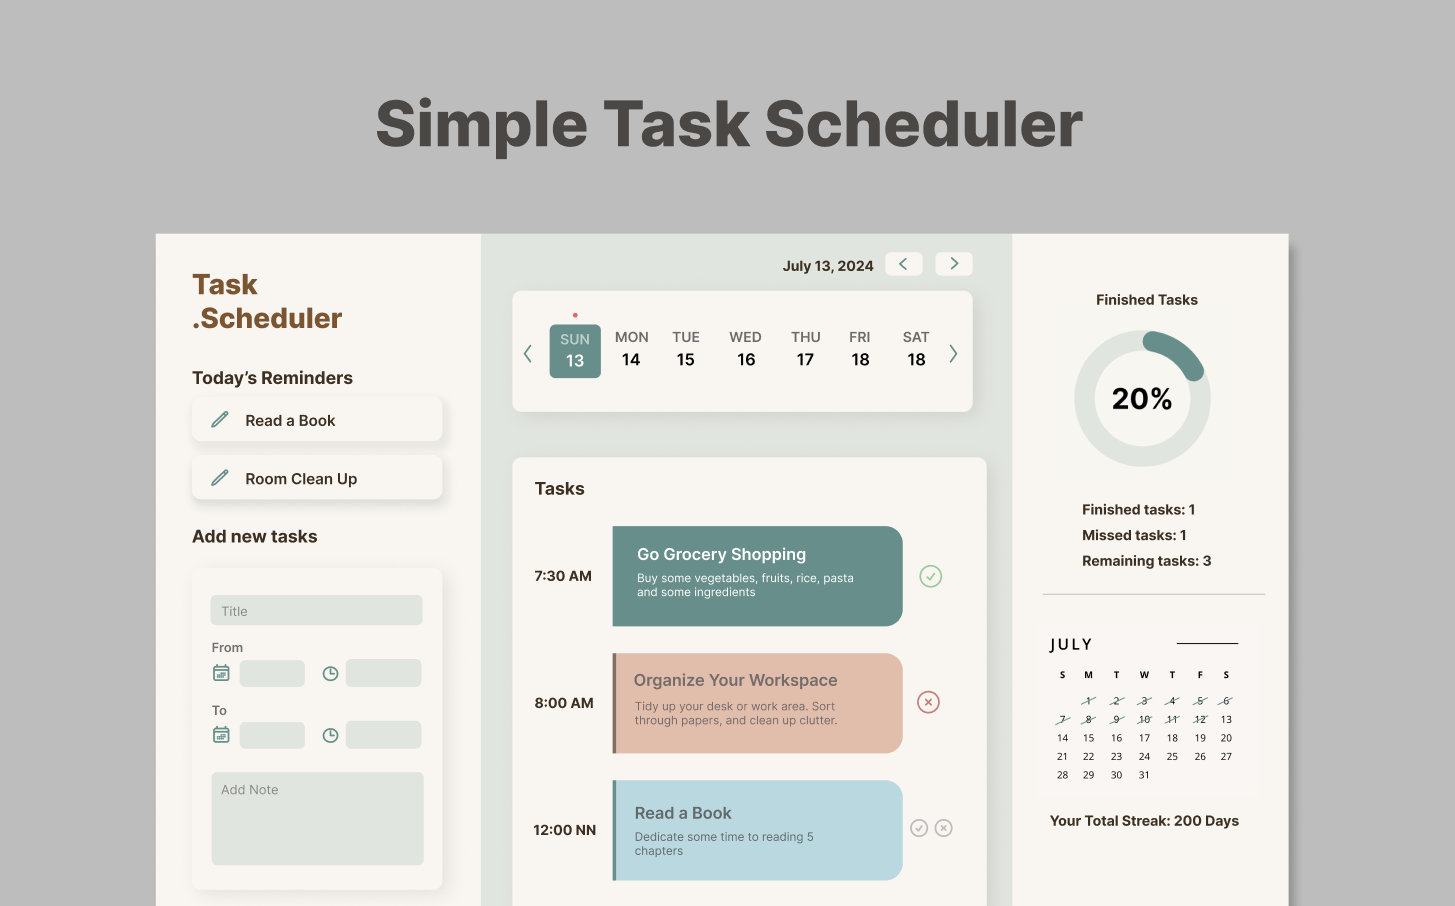 Simple Task Scheduler
Task
.Scheduler
Today's Reminders
Read a Book
Room Clean Up
Add new tasks
Title
From
To
Add Note
July 13, 2024
SUN MON TUE WED THU FRI SAT
13 14 15 16 17 18 18
Tasks
7:30 AM
Go Grocery Shopping
Buy some vegetables, fruits, rice, pasta
and some ingredients
8:00 AM
Organize Your Workspace
Tidy up your desk or work area. Sort
through papers, and clean up clutter.
12:00 NN
Read a Book
Dedicate some time to reading 5
chapters
Finished Tasks
20%
Finished tasks: 1
Missed tasks: 1
Remaining tasks: 3
JULY
S M T W T F S
1 2 3 4 5 6
7 8 9 10 11 12 13
14 15 16 17 18 19 20
21 22 23 24 25 26 27
28 29 30 31
Your Total Streak: 200 Days